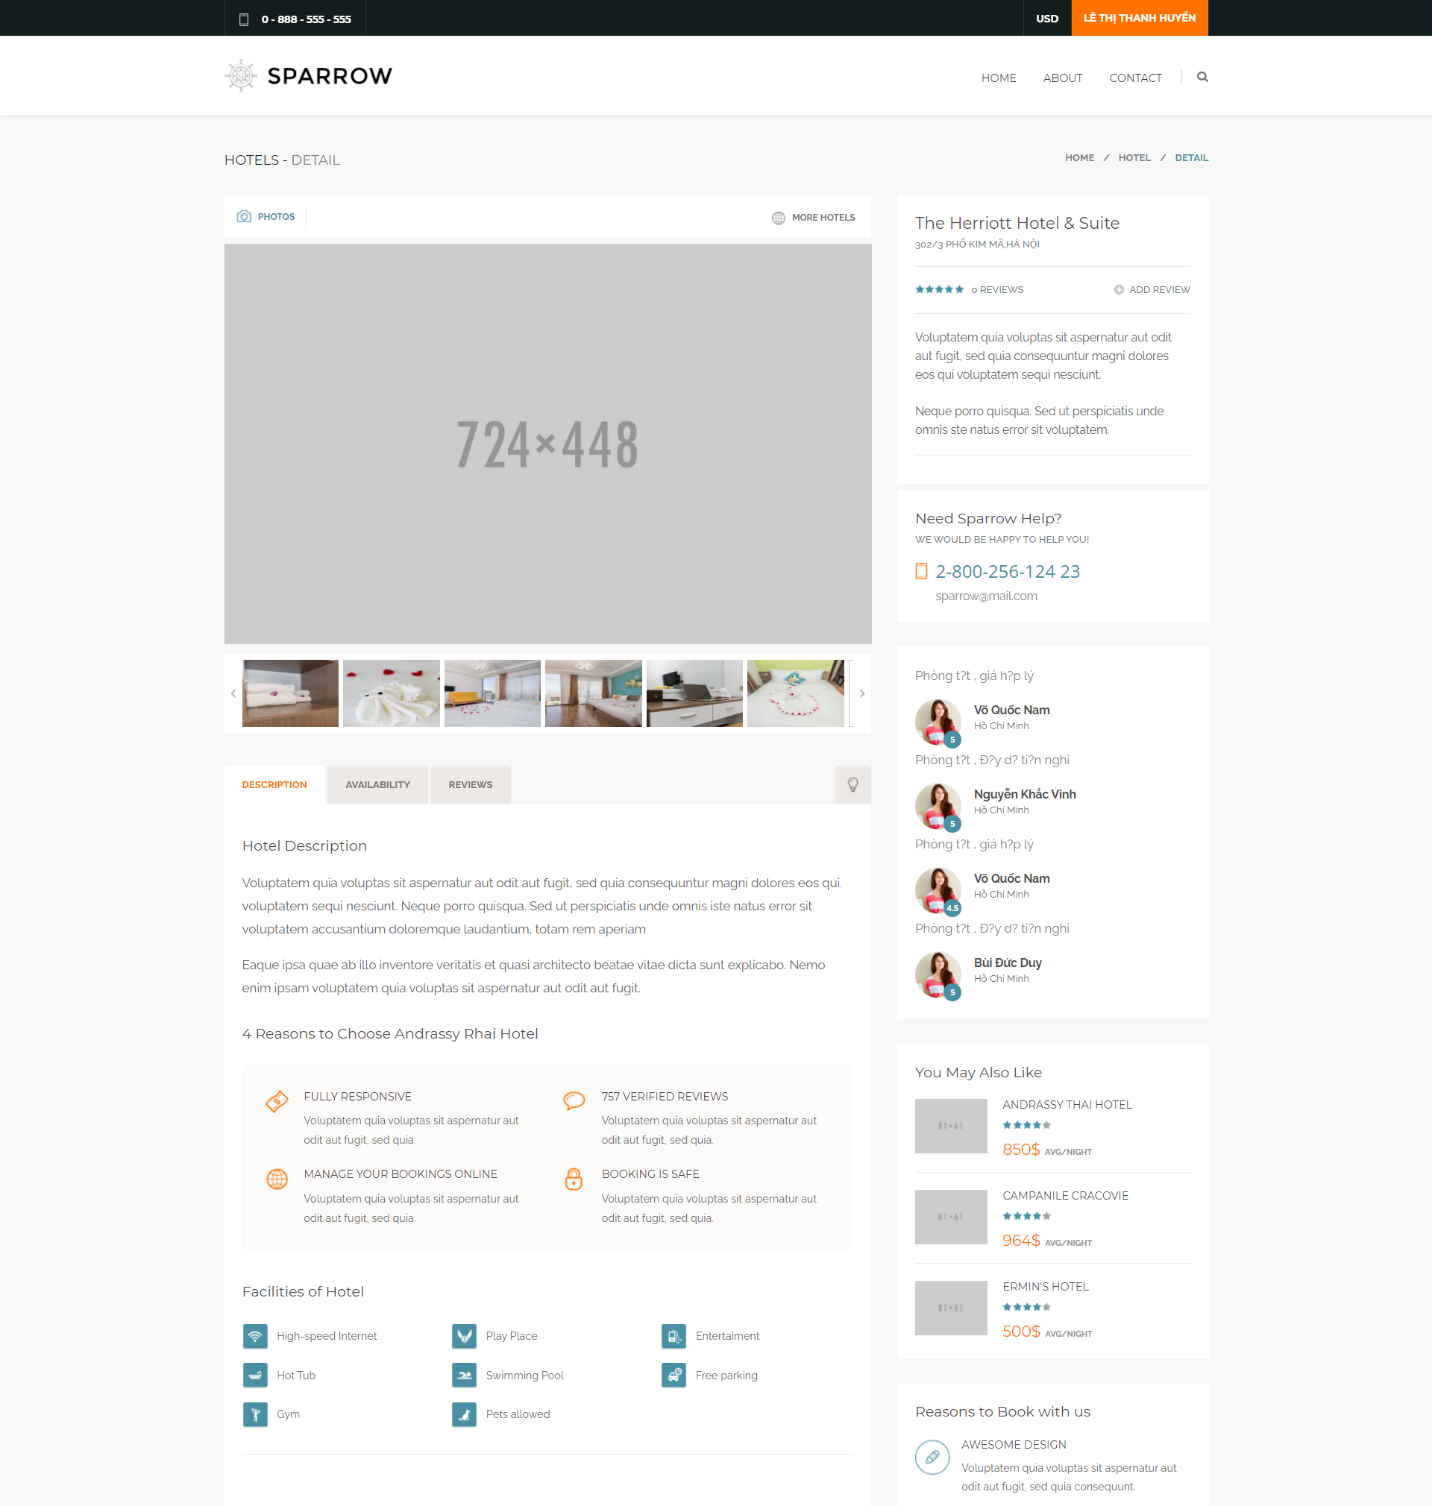 0 - 888 - 555 - 555
USD
LÊ THỊ THANH HUYỀN
SPARROW
HOME
ABOUT
CONTACT
HOTELS - DETAIL
HOME / HOTEL / DETAIL
PHOTOS
MORE HOTELS
724×448
DESCRIPTION
AVAILABILITY
REVIEWS
Hotel Description
Voluptatem quia voluptas sit aspernatur aut odit aut fugit, sed quia consequuntur magni dolores eos qui.
voluptatem sequi nesciunt. Neque porro quisqua. Sed ut perspiciatis unde omnis iste natus error sit
voluptatem accusantium doloremque laudantium, totam rem aperiam
Eaque ipsa quae ab illo inventore veritatis et quasi architecto beatae vitae dicta sunt explicabo. Nemo
enim ipsam voluptatem quia voluptas sit aspernatur aut odit aut fugit.
4 Reasons to Choose Andrassy Rhai Hotel
FULLY RESPONSIVE
Voluptatem quia voluptas sit aspernatur aut
odit aut fugit, sed quia.
757 VERIFIED REVIEWS
Voluptatem quia voluptas sit aspernatur aut
odit aut fugit, sed quia.
MANAGE YOUR BOOKINGS ONLINE
Voluptatem quia voluptas sit aspernatur aut
odit aut fugit, sed quia.
BOOKING IS SAFE
Voluptatem quia voluptas sit aspernatur aut
odit aut fugit, sed quia.
Facilities of Hotel
High-speed Internet
Play Place
Entertaiment
Hot Tub
Swimming Pool
Free parking
Gym
Pets allowed
The Herriott Hotel & Suite
302/3 PHỐ KIM MÃ,HÀ NỘI
0 REVIEWS
ADD REVIEW
Voluptatem quia voluptas sit aspernatur aut odit
aut fugit, sed quia consequuntur magni dolores
eos qui voluptatem sequi nesciunt.
Neque porro quisqua. Sed ut perspiciatis unde
omnis ste natus error sit voluptatem.
Need Sparrow Help?
WE WOULD BE HAPPY TO HELP YOU!
2-800-256-124 23
sparrow@mail.com
Phòng t?t , giá h?p lý
Võ Quốc Nam
Hồ Chí Minh
5
Phòng t?t , Đ?y d? ti?n nghi
Nguyễn Khắc Vinh
Hồ Chí Minh
5
Phòng t?t , giá h?p lý
Võ Quốc Nam
Hồ Chí Minh
4.5
Phòng t?t , Đ?y d? ti?n nghi
Bùi Đức Duy
Hồ Chí Minh
5
You May Also Like
81×61
ANDRASSY THAI HOTEL
850$ AVG/NIGHT
81×61
CAMPANILE CRACOVIE
964$ AVG/NIGHT
81×61
ERMIN'S HOTEL
500$ AVG/NIGHT
Reasons to Book with us
AWESOME DESIGN
Voluptatem quia voluptas sit aspernatur aut
odit aut fugit, sed quia consequunt.